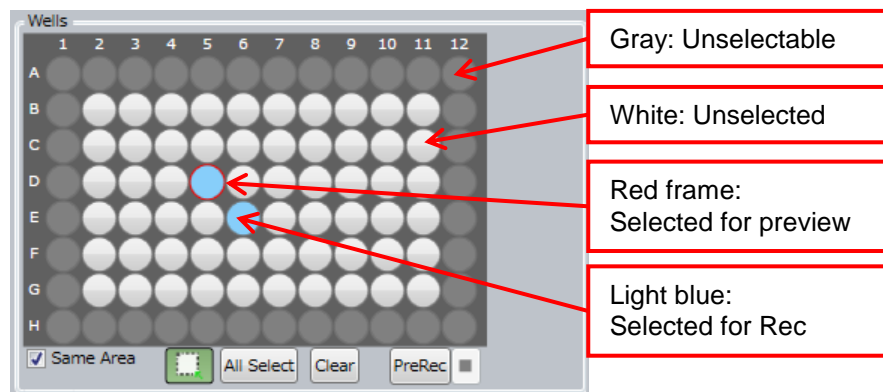 Wells
1 2 3 4 5 6 7 8 9 10 11 12
A
B
C
D
E
F
G
H
Same Area
All Select
Clear
PreRec
Gray: Unselectable
White: Unselected
Red frame:
Selected for preview
Light blue:
Selected for Rec